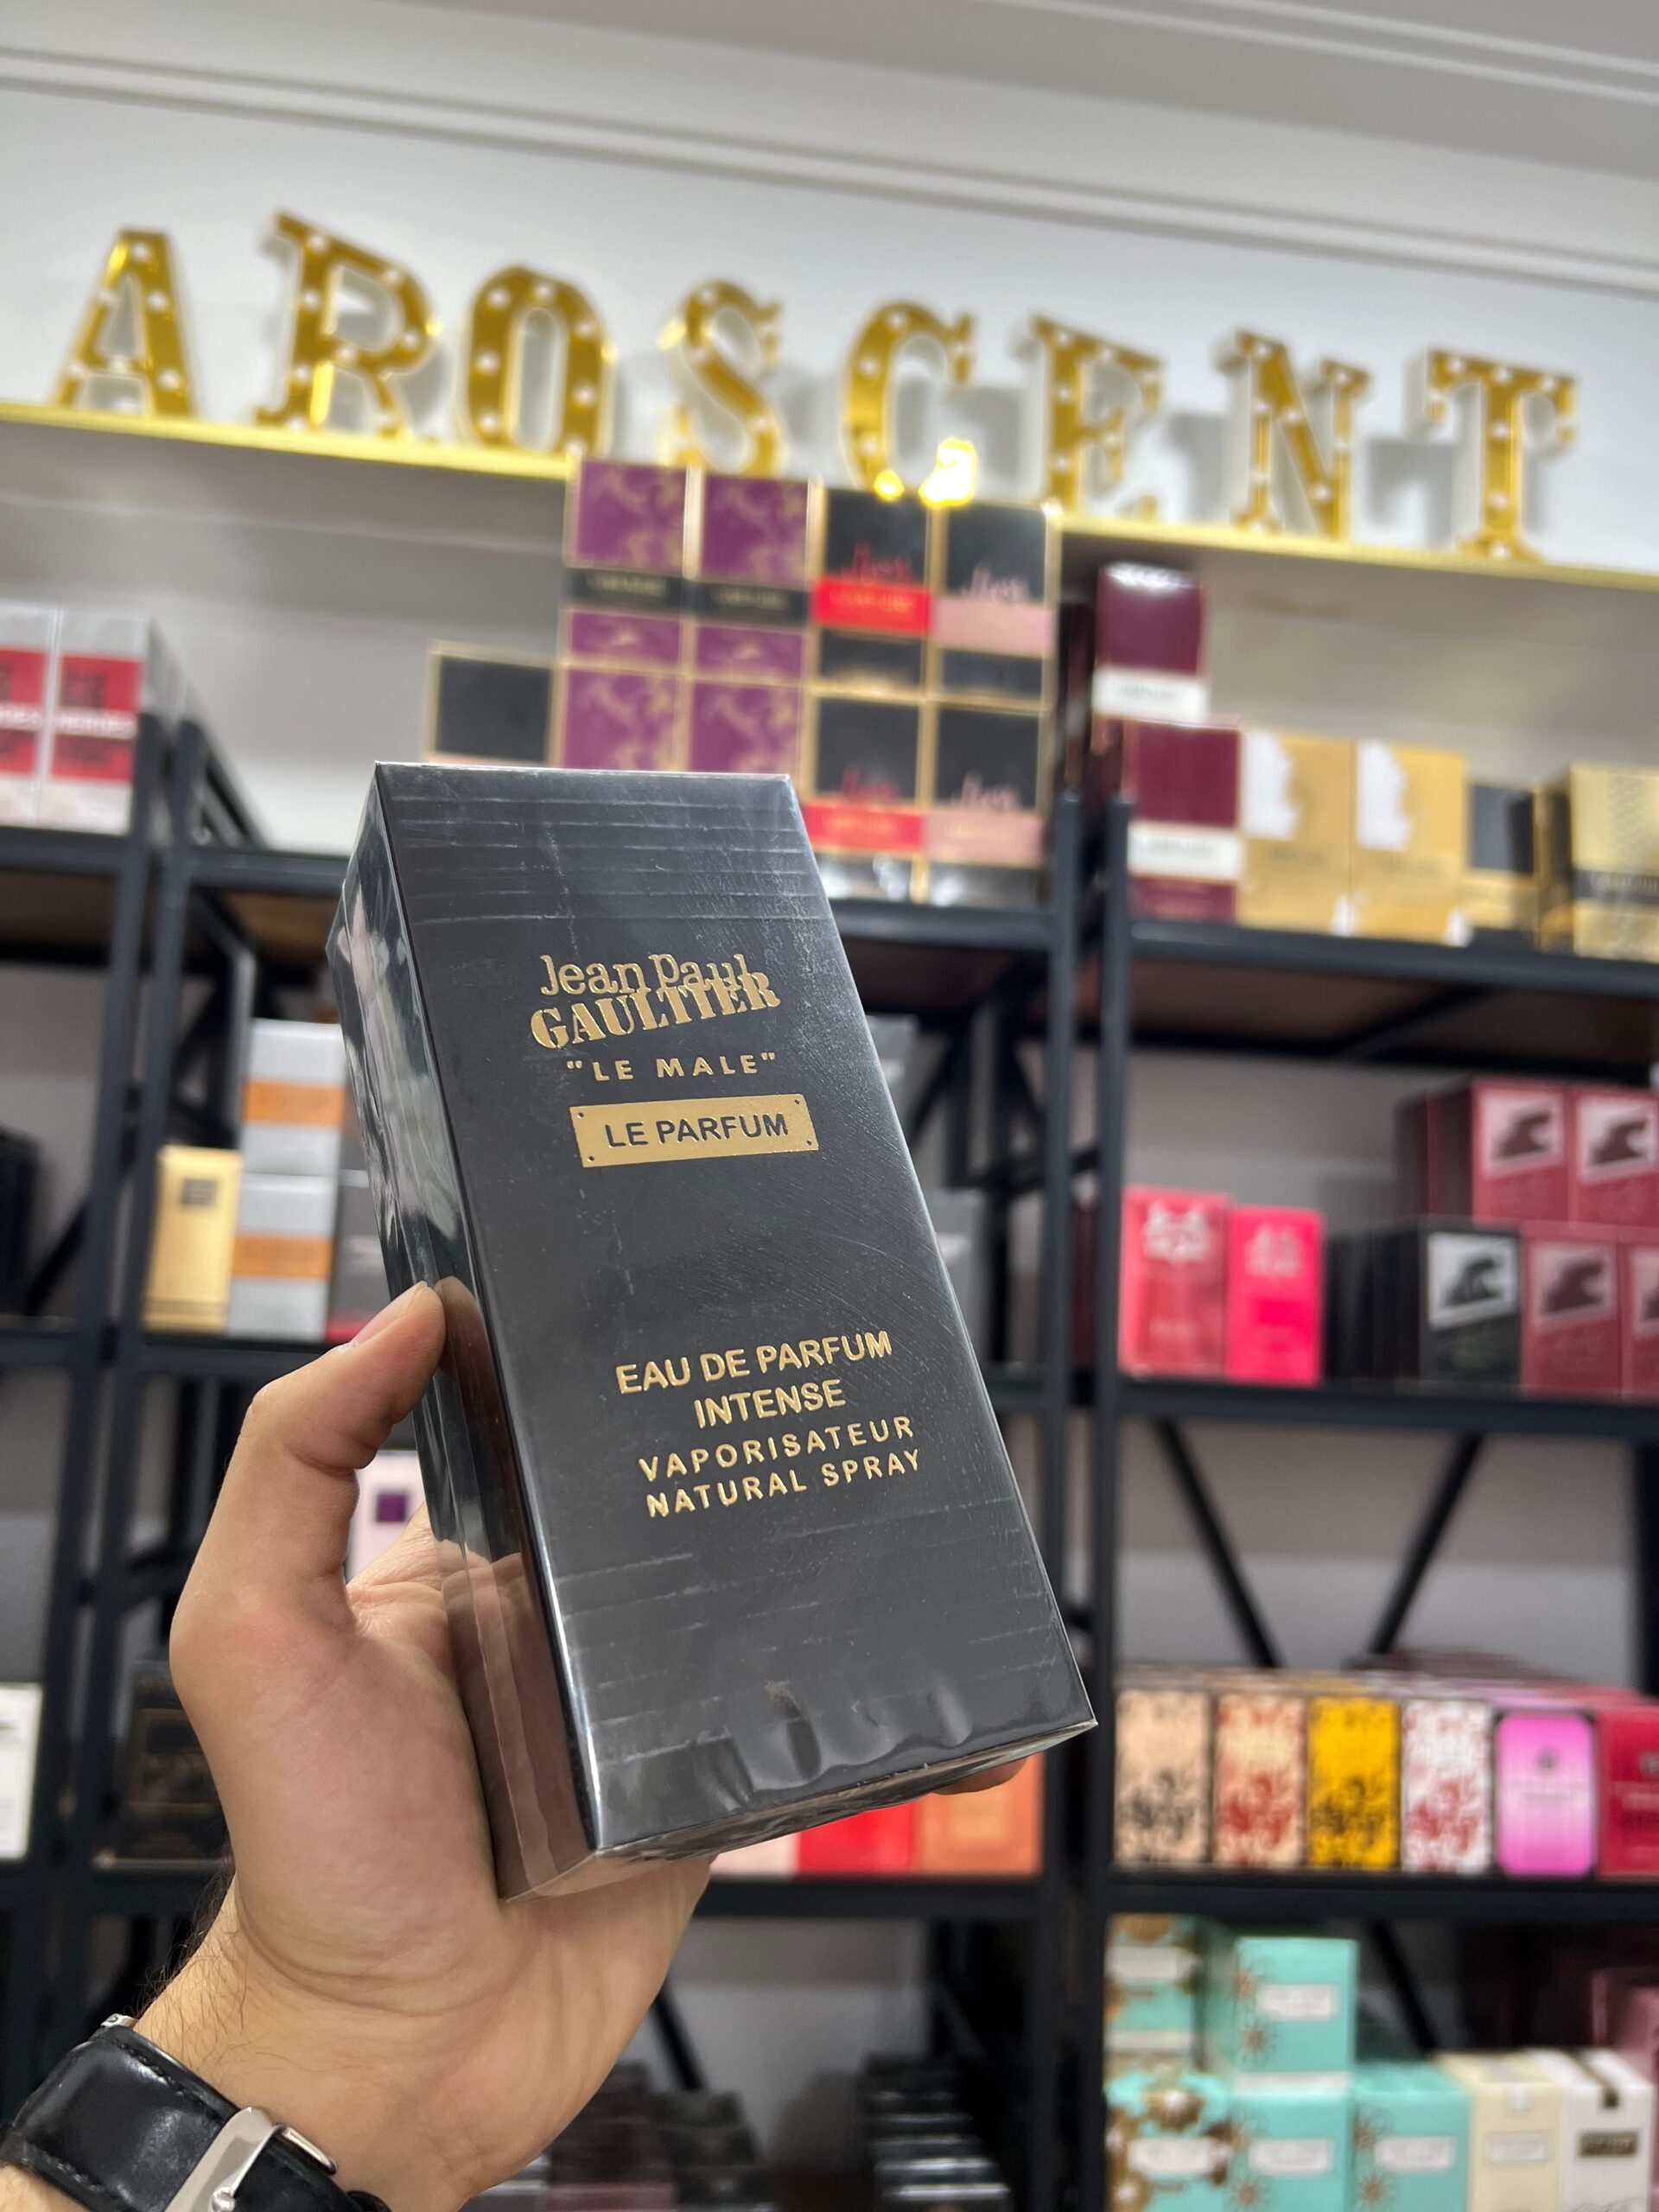 AROSCENT
Jean Paul
GAULTIER
"LE MALE"
LE PARFUM
EAU DE PARFUM
INTENSE
VAPORISATEUR
NATURAL SPRAY